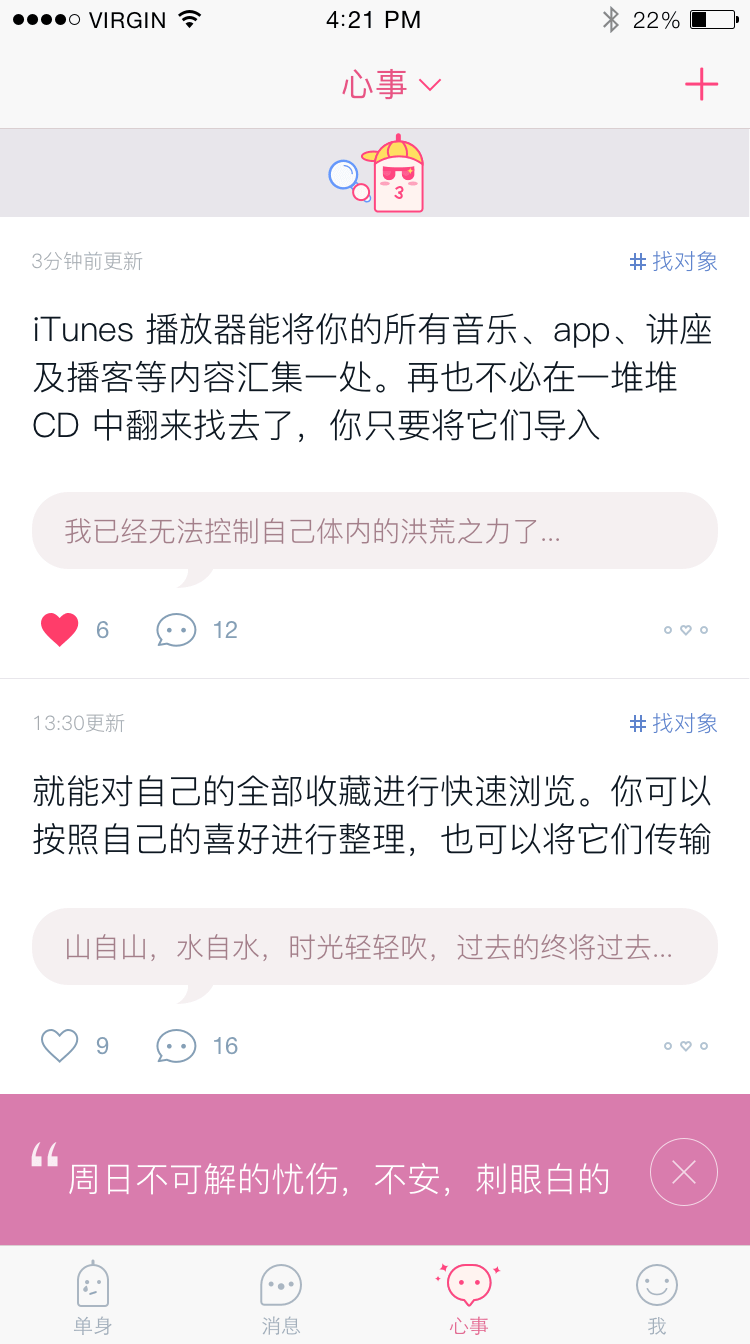 VIRGIN 4:21 PM 22%
心事
3
3分钟前更新 #找对象
iTunes 播放器能将你的所有音乐、app、讲座
及播客等内容汇集一处。再也不必在一堆堆
CD 中翻来找去了，你只要将它们导入
我已经无法控制自己体内的洪荒之力了...
6 12
13:30更新 #找对象
就能对自己的全部收藏进行快速浏览。你可以
按照自己的喜好进行整理，也可以将它们传输
山自山，水自水，时光轻轻吹，过去的终将过去...
9 16
“ 周日不可解的忧伤，不安，刺眼白的
单身 消息 心事 我